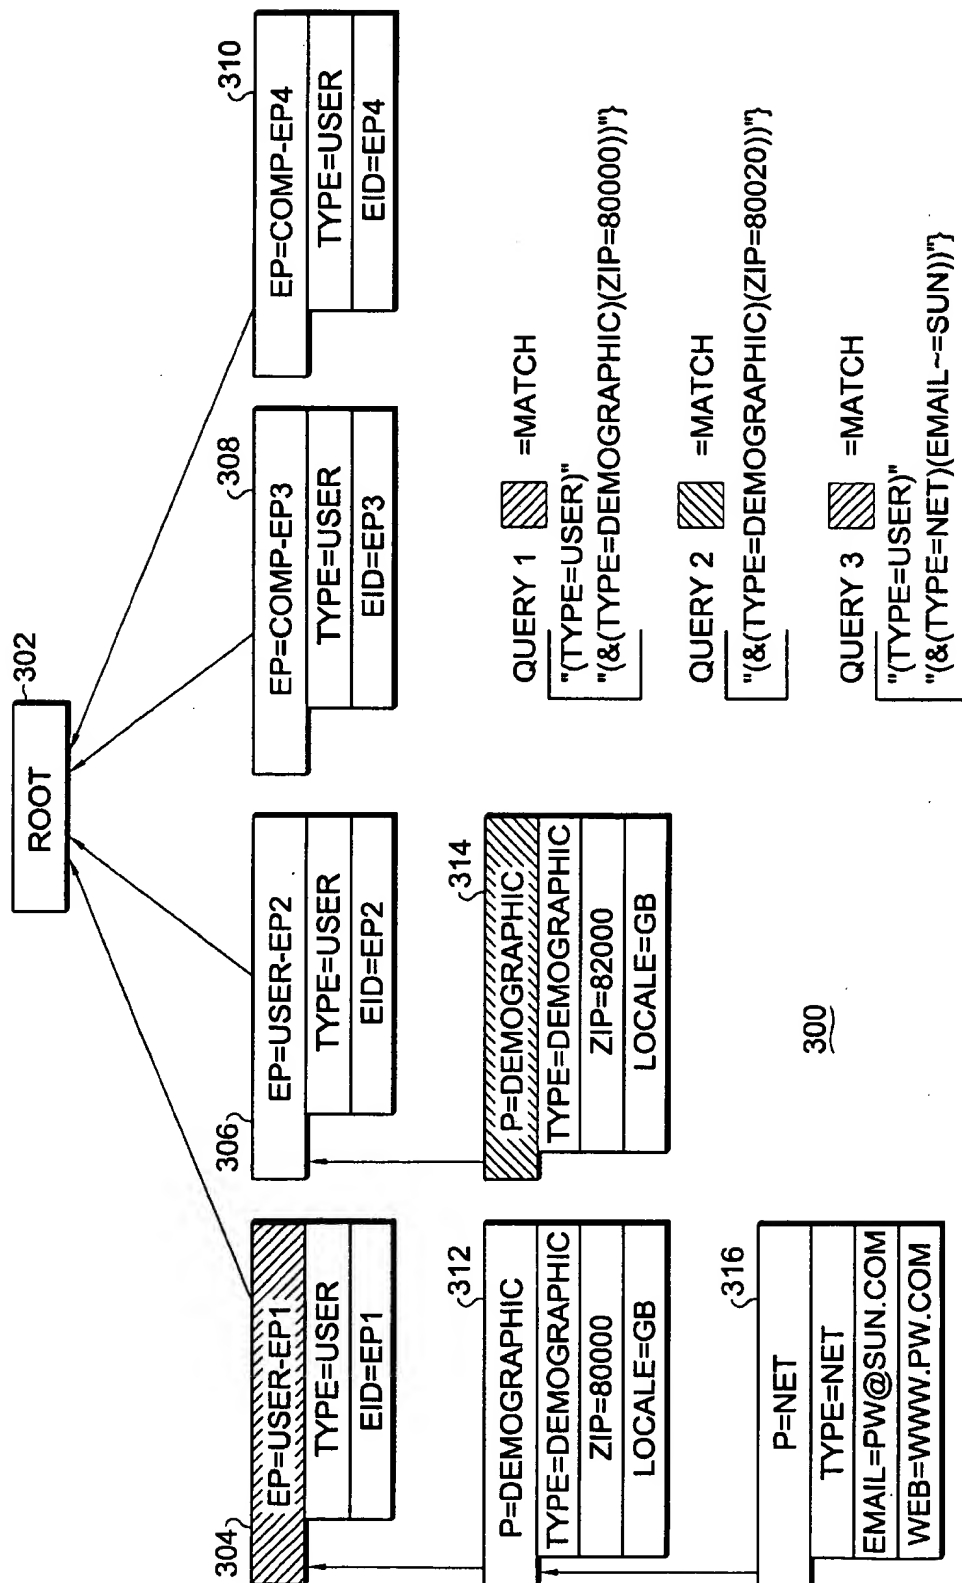 ROOT
302
304
EP=USER-EP1
TYPE=USER
EID=EP1
306
EP=USER-EP2
TYPE=USER
EID=EP2
308
EP=COMP-EP3
TYPE=USER
EID=EP3
310
EP=COMP-EP4
TYPE=USER
EID=EP4
312
P=DEMOGRAPHIC
TYPE=DEMOGRAPHIC
ZIP=80000
LOCALE=GB
314
P=DEMOGRAPHIC
TYPE=DEMOGRAPHIC
ZIP=82000
LOCALE=GB
316
P=NET
TYPE=NET
EMAIL=PW@SUN.COM
WEB=WWW.PW.COM
300
QUERY 1 =MATCH
"(TYPE=USER)"
"(&(TYPE=DEMOGRAPHIC)(ZIP=80000))"}
QUERY 2 =MATCH
"(&(TYPE=DEMOGRAPHIC)(ZIP=80020))"}
QUERY 3 =MATCH
"(TYPE=USER)"
"(&(TYPE=NET)(EMAIL~=SUN))"}